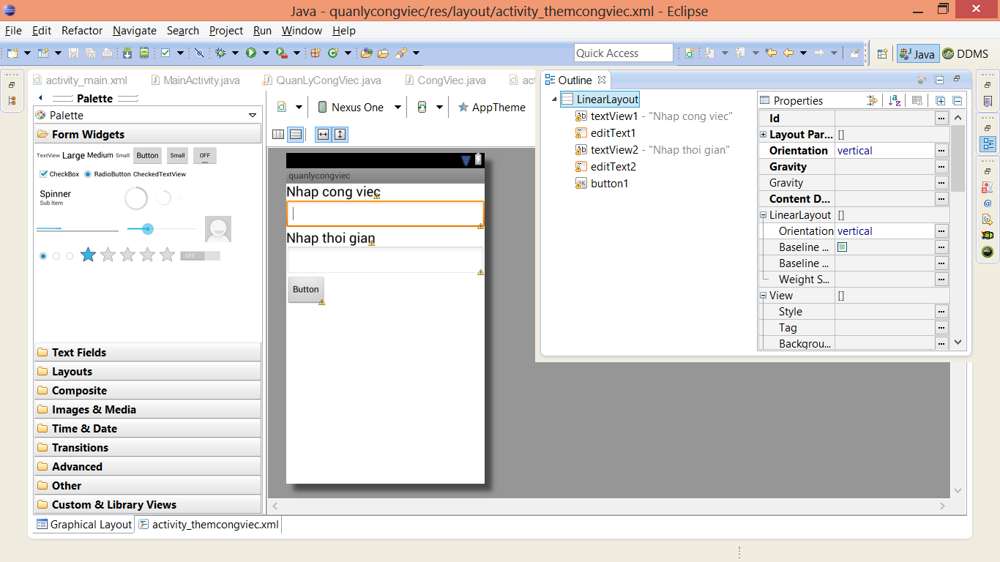 Java - quanlycongviec/res/layout/activity_themcongviec.xml - Eclipse
File Edit Refactor Navigate Search Project Run Window Help
Quick Access
Java
DDMS
activity_main.xml
MainActivity.java
QuanLyCongViec.java
CongViec.java
ac
Palette
Palette
Form Widgets
TextView Large Medium Small Button Small OFF
CheckBox RadioButton CheckedTextView
Spinner
Sub Item
OFF
Text Fields
Layouts
Composite
Images & Media
Time & Date
Transitions
Advanced
Other
Custom & Library Views
Graphical Layout
activity_themcongviec.xml
Nexus One
AppTheme
quanlycongviec
Nhap cong viec
Nhap thoi gian
Button
Outline
LinearLayout
textView1 - "Nhap cong viec"
editText1
textView2 - "Nhap thoi gian"
editText2
button1
Properties
Id
Layout Par... []
Orientation vertical
Gravity
Gravity
Content D...
LinearLayout []
Orientation vertical
Baseline ...
Baseline ...
Weight S...
View []
Style
Tag
Backgrou...